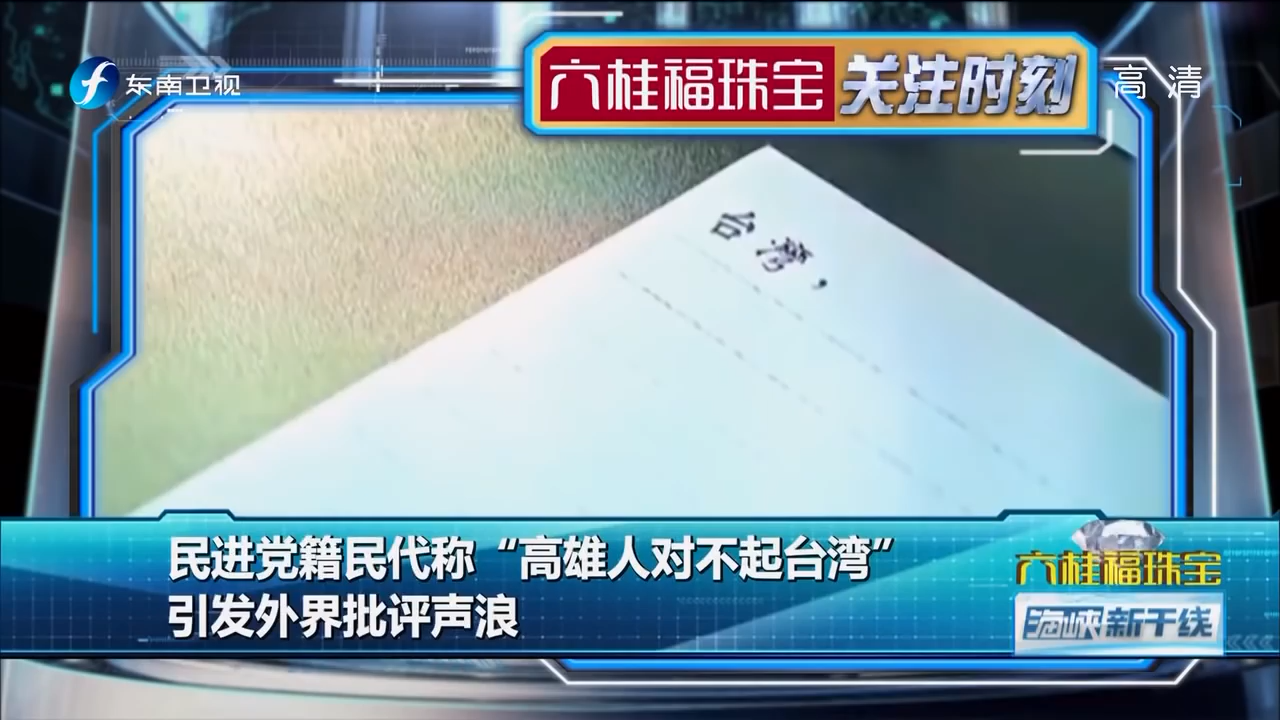 东南卫视
六桂福珠宝 关注时刻
高清
台湾，
民进党籍民代称“高雄人对不起台湾”
引发外界批评声浪
六桂福珠宝
海峡新干线